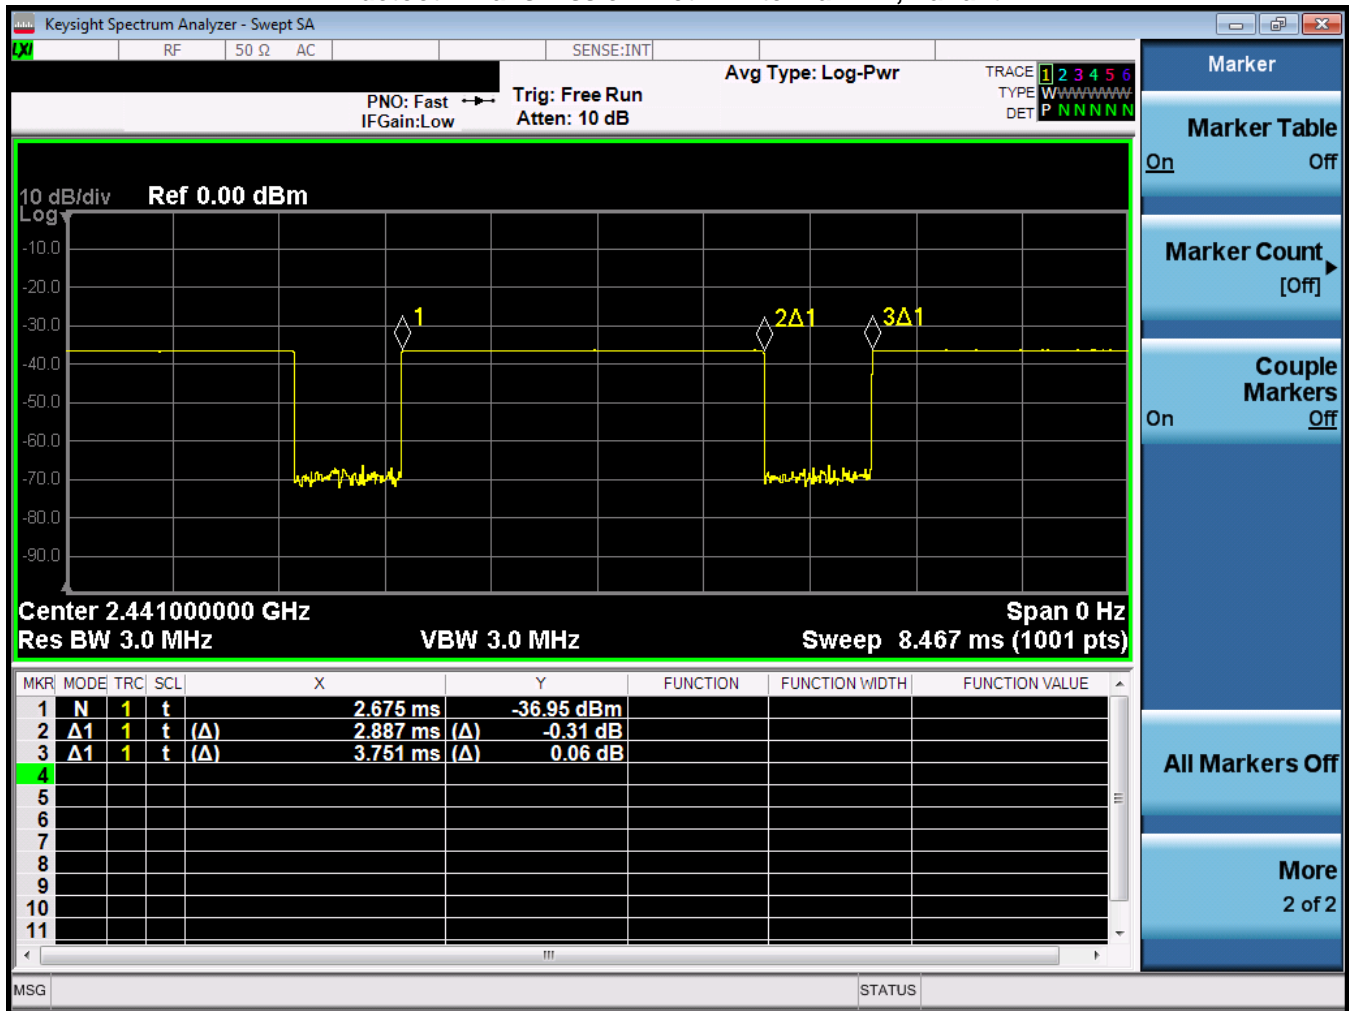 Keysight Spectrum Analyzer - Swept SA
LXI RF 50 Ω AC SENSE:INT
Avg Type: Log-Pwr
TRACE 1 2 3 4 5 6
TYPE WWWWWW
DET P N N N N N
PNO: Fast
IFGain:Low
Trig: Free Run
Atten: 10 dB
10 dB/div
Log
Ref 0.00 dBm
-10.0
-20.0
-30.0
-40.0
-50.0
-60.0
-70.0
-80.0
-90.0
1
2Δ1
3Δ1
Center 2.441000000 GHz
Span 0 Hz
Res BW 3.0 MHz
VBW 3.0 MHz
Sweep 8.467 ms (1001 pts)
MKR MODE TRC SCL X Y FUNCTION FUNCTION WIDTH FUNCTION VALUE
1 N 1 t 2.675 ms -36.95 dBm
2 Δ1 1 t (Δ) 2.887 ms (Δ) -0.31 dB
3 Δ1 1 t (Δ) 3.751 ms (Δ) 0.06 dB
4
5
6
7
8
9
10
11
MSG
STATUS
Marker
Marker Table
On Off
Marker Count
[Off]
Couple
Markers
On Off
All Markers Off
More
2 of 2